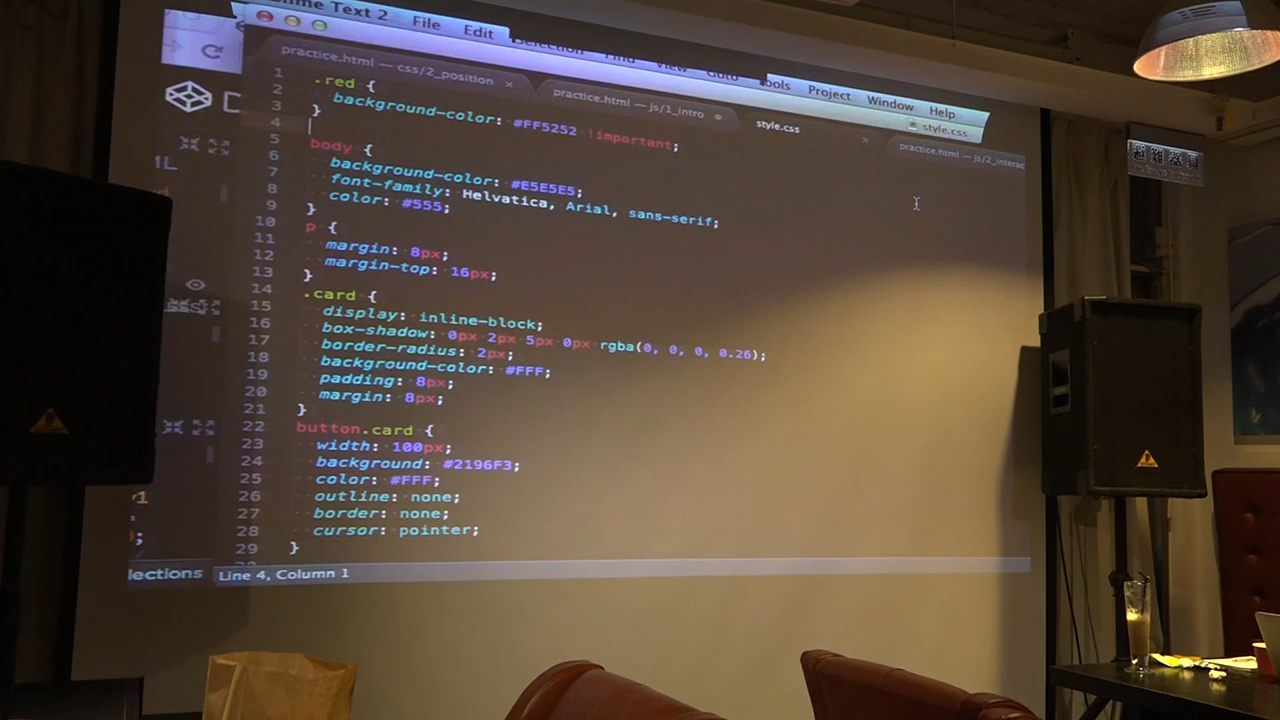 Sublime Text 2 File Edit Selection Find View Goto Tools Project Window Help
style.css
practice.html — css/2_position × practice.html — js/1_intro • style.css × practice.html — js/2_interac
1 .red {
2 background-color: #FF5252 !important;
3 }
4
5 body {
6 background-color: #E5E5E5;
7 font-family: Helvatica, Arial, sans-serif;
8 color: #555;
9 }
10 p {
11 margin: 8px;
12 margin-top: 16px;
13 }
14 .card {
15 display: inline-block;
16 box-shadow: 0px 2px 5px 0px rgba(0, 0, 0, 0.26);
17 border-radius: 2px;
18 background-color: #FFF;
19 padding: 8px;
20 margin: 8px;
21 }
22 button.card {
23 width: 100px;
24 background: #2196F3;
25 color: #FFF;
26 outline: none;
27 border: none;
28 cursor: pointer;
29 }
lections Line 4, Column 1
避難器具